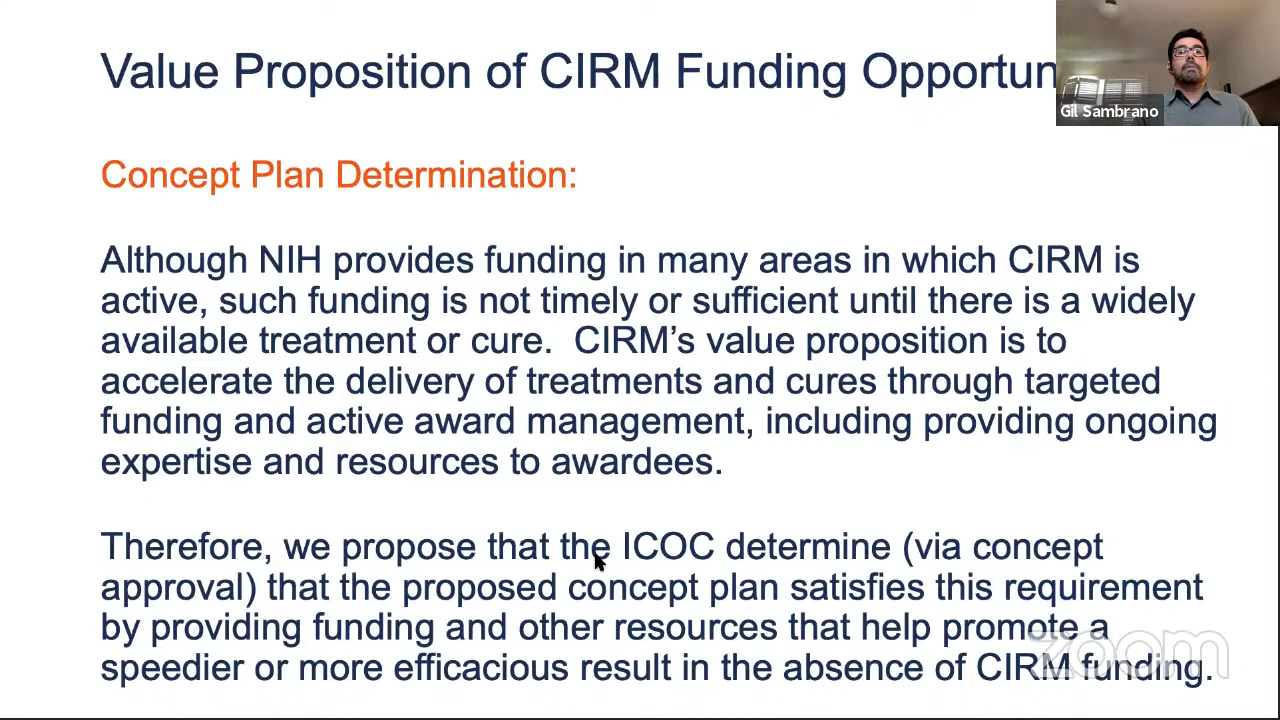 Value Proposition of CIRM Funding Opportun
Gil Sambrano
Concept Plan Determination:
Although NIH provides funding in many areas in which CIRM is
active, such funding is not timely or sufficient until there is a widely
available treatment or cure.  CIRM’s value proposition is to
accelerate the delivery of treatments and cures through targeted
funding and active award management, including providing ongoing
expertise and resources to awardees.
Therefore, we propose that the ICOC determine (via concept
approval) that the proposed concept plan satisfies this requirement
by providing funding and other resources that help promote a
speedier or more efficacious result in the absence of CIRM funding.
zoom